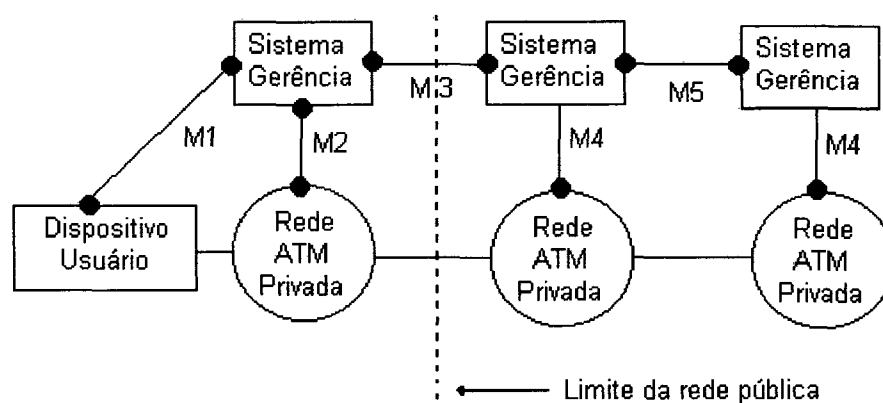 Sistema
Gerência
Sistema
Gerência
Sistema
Gerência
M1
M2
M3
M4
M5
M4
Dispositivo
Usuário
Rede
ATM
Privada
Rede
ATM
Privada
Rede
ATM
Privada
Limite da rede pública